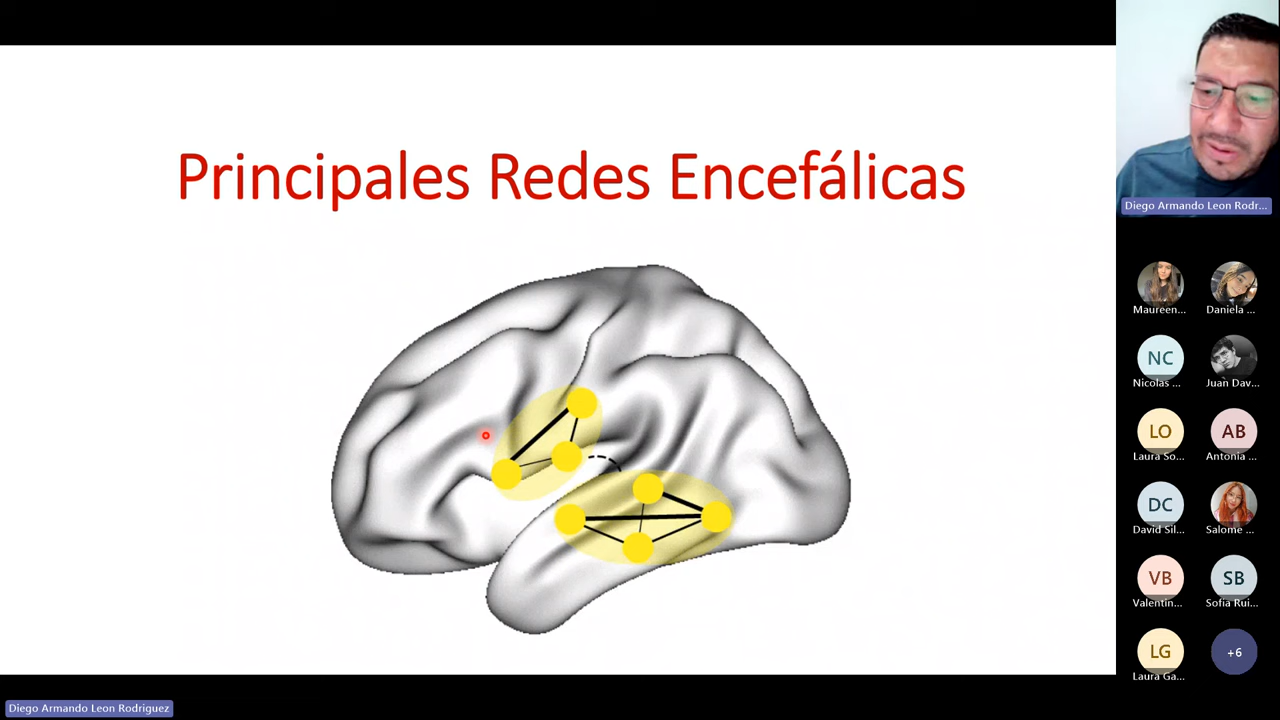 Principales Redes Encefálicas
Diego Armando Leon Rodr...
Maureen...
Daniela ...
NC
Nicolas ...
Juan Dav...
LO
Laura So...
AB
Antonia ...
DC
David Sil...
Salome ...
VB
Valentin...
SB
Sofia Rui...
LG
Laura Ga...
+6
Diego Armando Leon Rodriguez